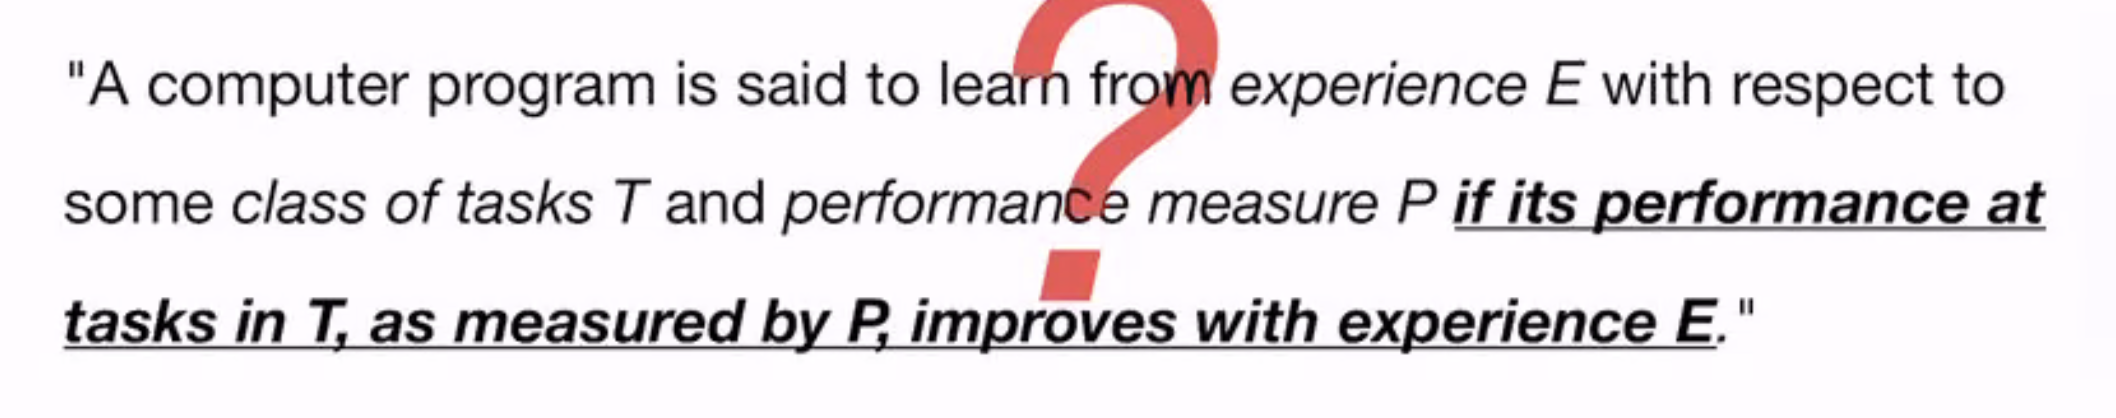 "A computer program is said to learn from experience E with respect to
some class of tasks T and performance measure P if its performance at
tasks in T, as measured by P, improves with experience E."
?